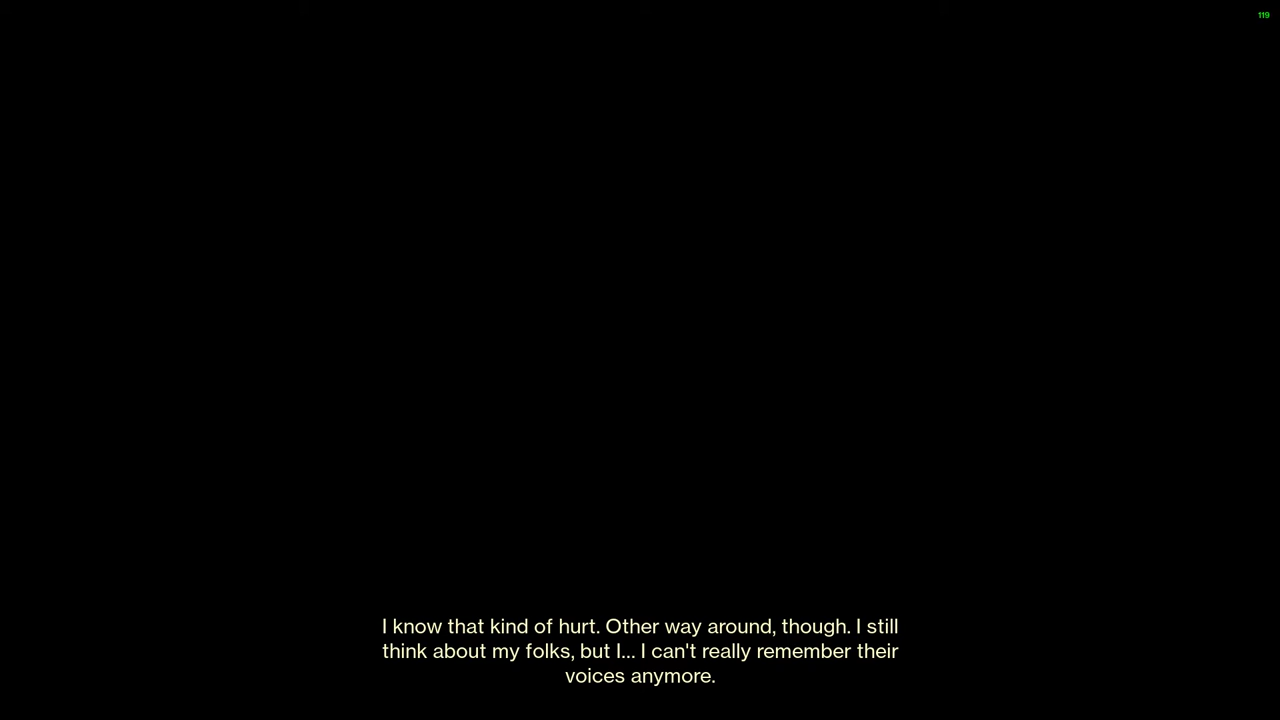 119
I know that kind of hurt. Other way around, though. I still
think about my folks, but I... I can't really remember their
voices anymore.